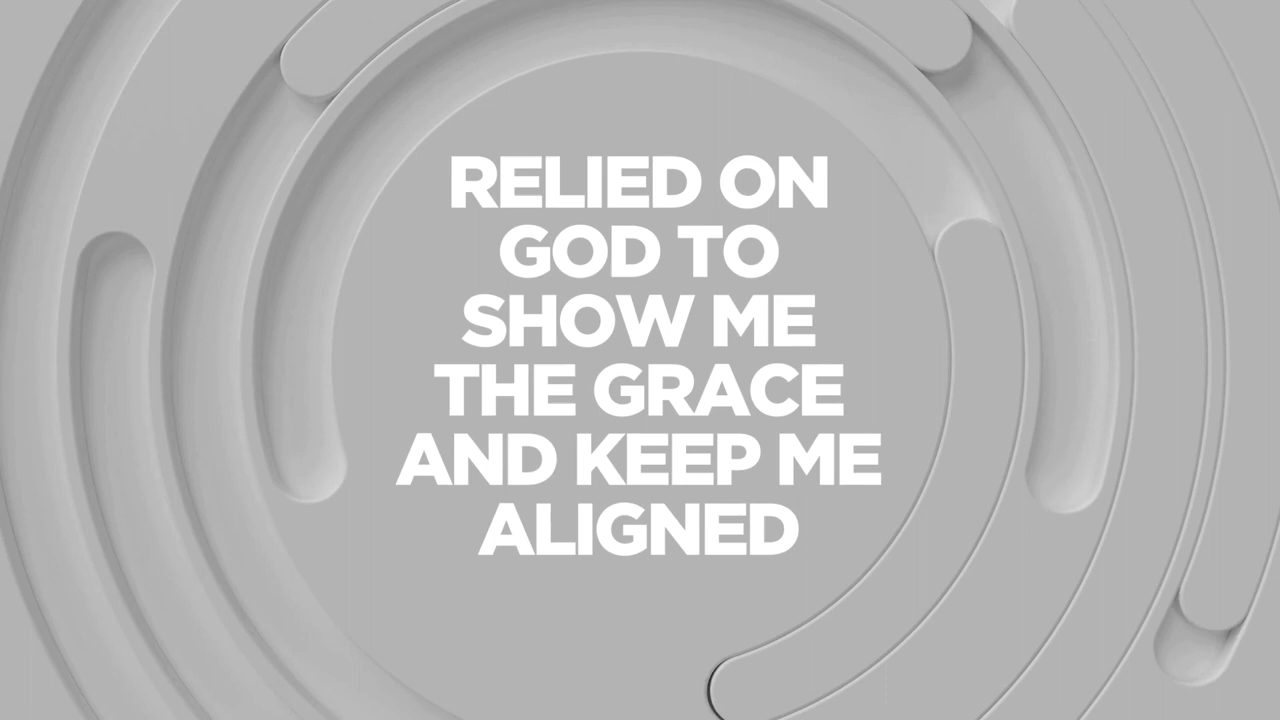 RELIED ON
GOD TO
SHOW ME
THE GRACE
AND KEEP ME
ALIGNED